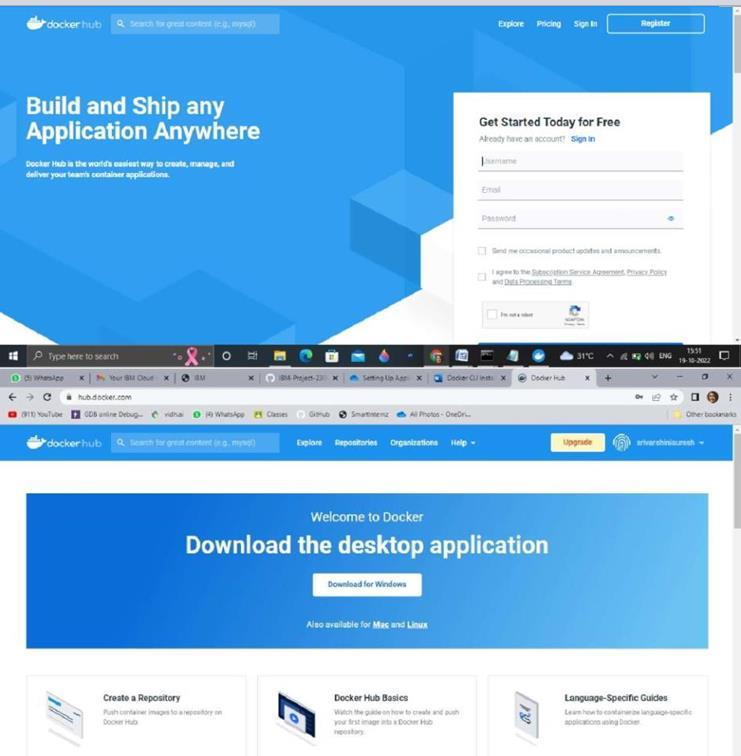 docker hub
Search for great content (e.g., mysql)
Explore Pricing Sign In Register
Build and Ship any
Application Anywhere
Docker Hub is the world's easiest way to create, manage, and
deliver your team's container applications.
Get Started Today for Free
Already have an account? Sign In
Username
Email
Password
Send me occasional product updates and announcements.
I agree to the Subscription Service Agreement, Privacy Policy
and Data Processing Terms
I'm not a robot
Type here to search
31°C ENG
15:51
19-10-2022
(5) WhatsApp Your IBM Cloud IBM IBM-Project-230 Setting Up Appli Docker CLI Insta Docker Hub
hub.docker.com
(911) YouTube GDB online Debug... vidhai (4) WhatsApp Classes GitHub SmartInternz All Photos - OneDri... Other bookmarks
docker hub
Search for great content (e.g., mysql)
Explore Repositories Organizations Help Upgrade srivarshinisuresh
Welcome to Docker
Download the desktop application
Download for Windows
Also available for Mac and Linux
Create a Repository
Push container images to a repository on
Docker Hub.
Docker Hub Basics
Watch the guide on how to create and push
your first image into a Docker Hub
repository.
Language-Specific Guides
Learn how to containerize language-specific
applications using Docker.